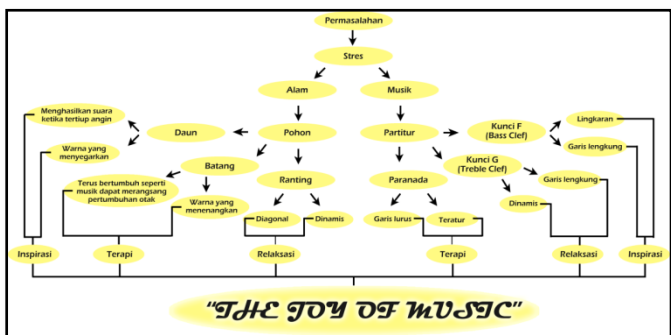 Permasalahan
Stres
Alam
Musik
Menghasilkan suara
ketika tertiup angin
Daun
Pohon
Partitur
Kunci F
(Bass Clef)
Lingkaran
Garis lengkung
Warna yang
menyegarkan
Batang
Ranting
Paranada
Kunci G
(Treble Clef)
Garis lengkung
Terus bertumbuh seperti
musik dapat merangsang
pertumbuhan otak
Warna yang
menenangkan
Diagonal
Dinamis
Garis lurus
Teratur
Dinamis
Inspirasi
Terapi
Relaksasi
Terapi
Relaksasi
Inspirasi
"THE JOY OF MUSIC"